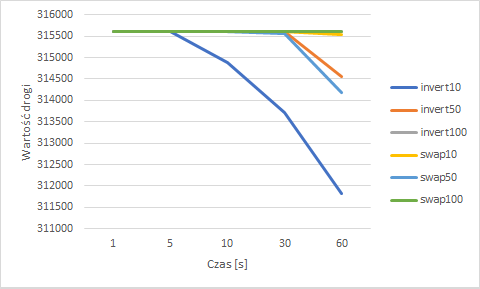 316000
315500
315000
314500
314000
313500
313000
312500
312000
311500
311000
Wartość drogi
1 5 10 30 60
Czas [s]
invert10
invert50
invert100
swap10
swap50
swap100